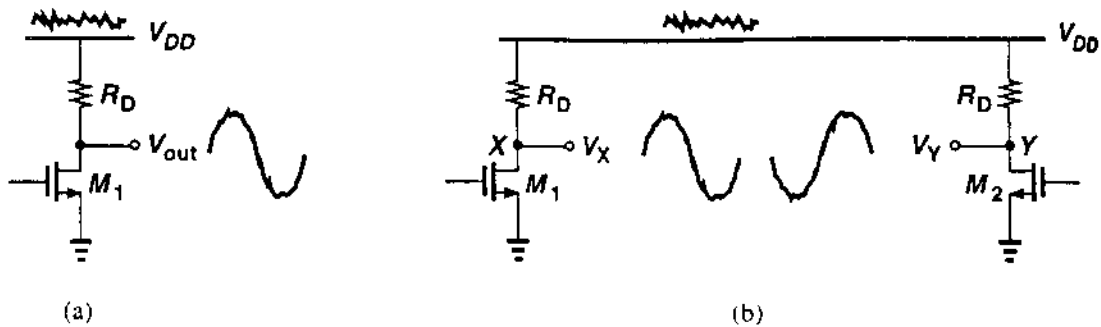 V_DD
R_D
V_out
M_1
(a)
V_DD
R_D
R_D
X
V_X
V_Y
Y
M_1
M_2
(b)